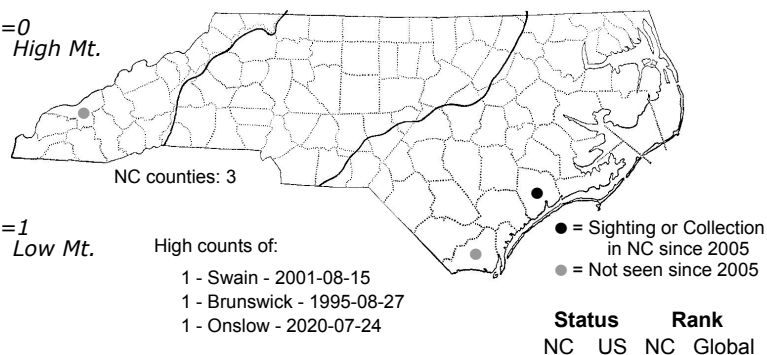 =0
High Mt.
NC counties: 3
=1
Low Mt.
High counts of:
1 - Swain - 2001-08-15
1 - Brunswick - 1995-08-27
1 - Onslow - 2020-07-24
● = Sighting or Collection
in NC since 2005
● = Not seen since 2005
Status Rank
NC US NC Global